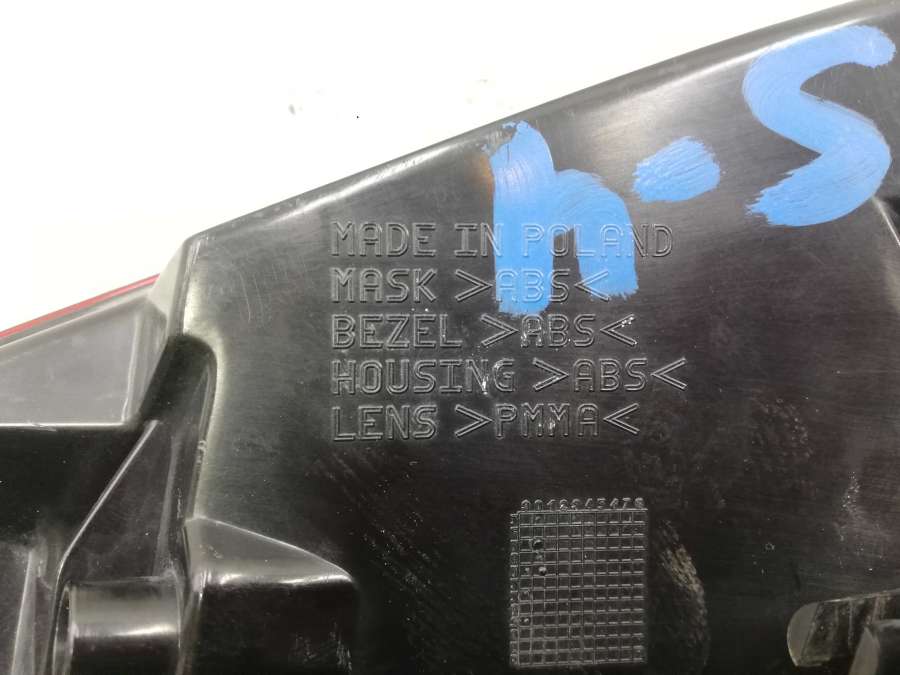 h-S
MADE IN POLAND
MASK >ABS<
BEZEL >ABS<
HOUSING >ABS<
LENS >PMMA<